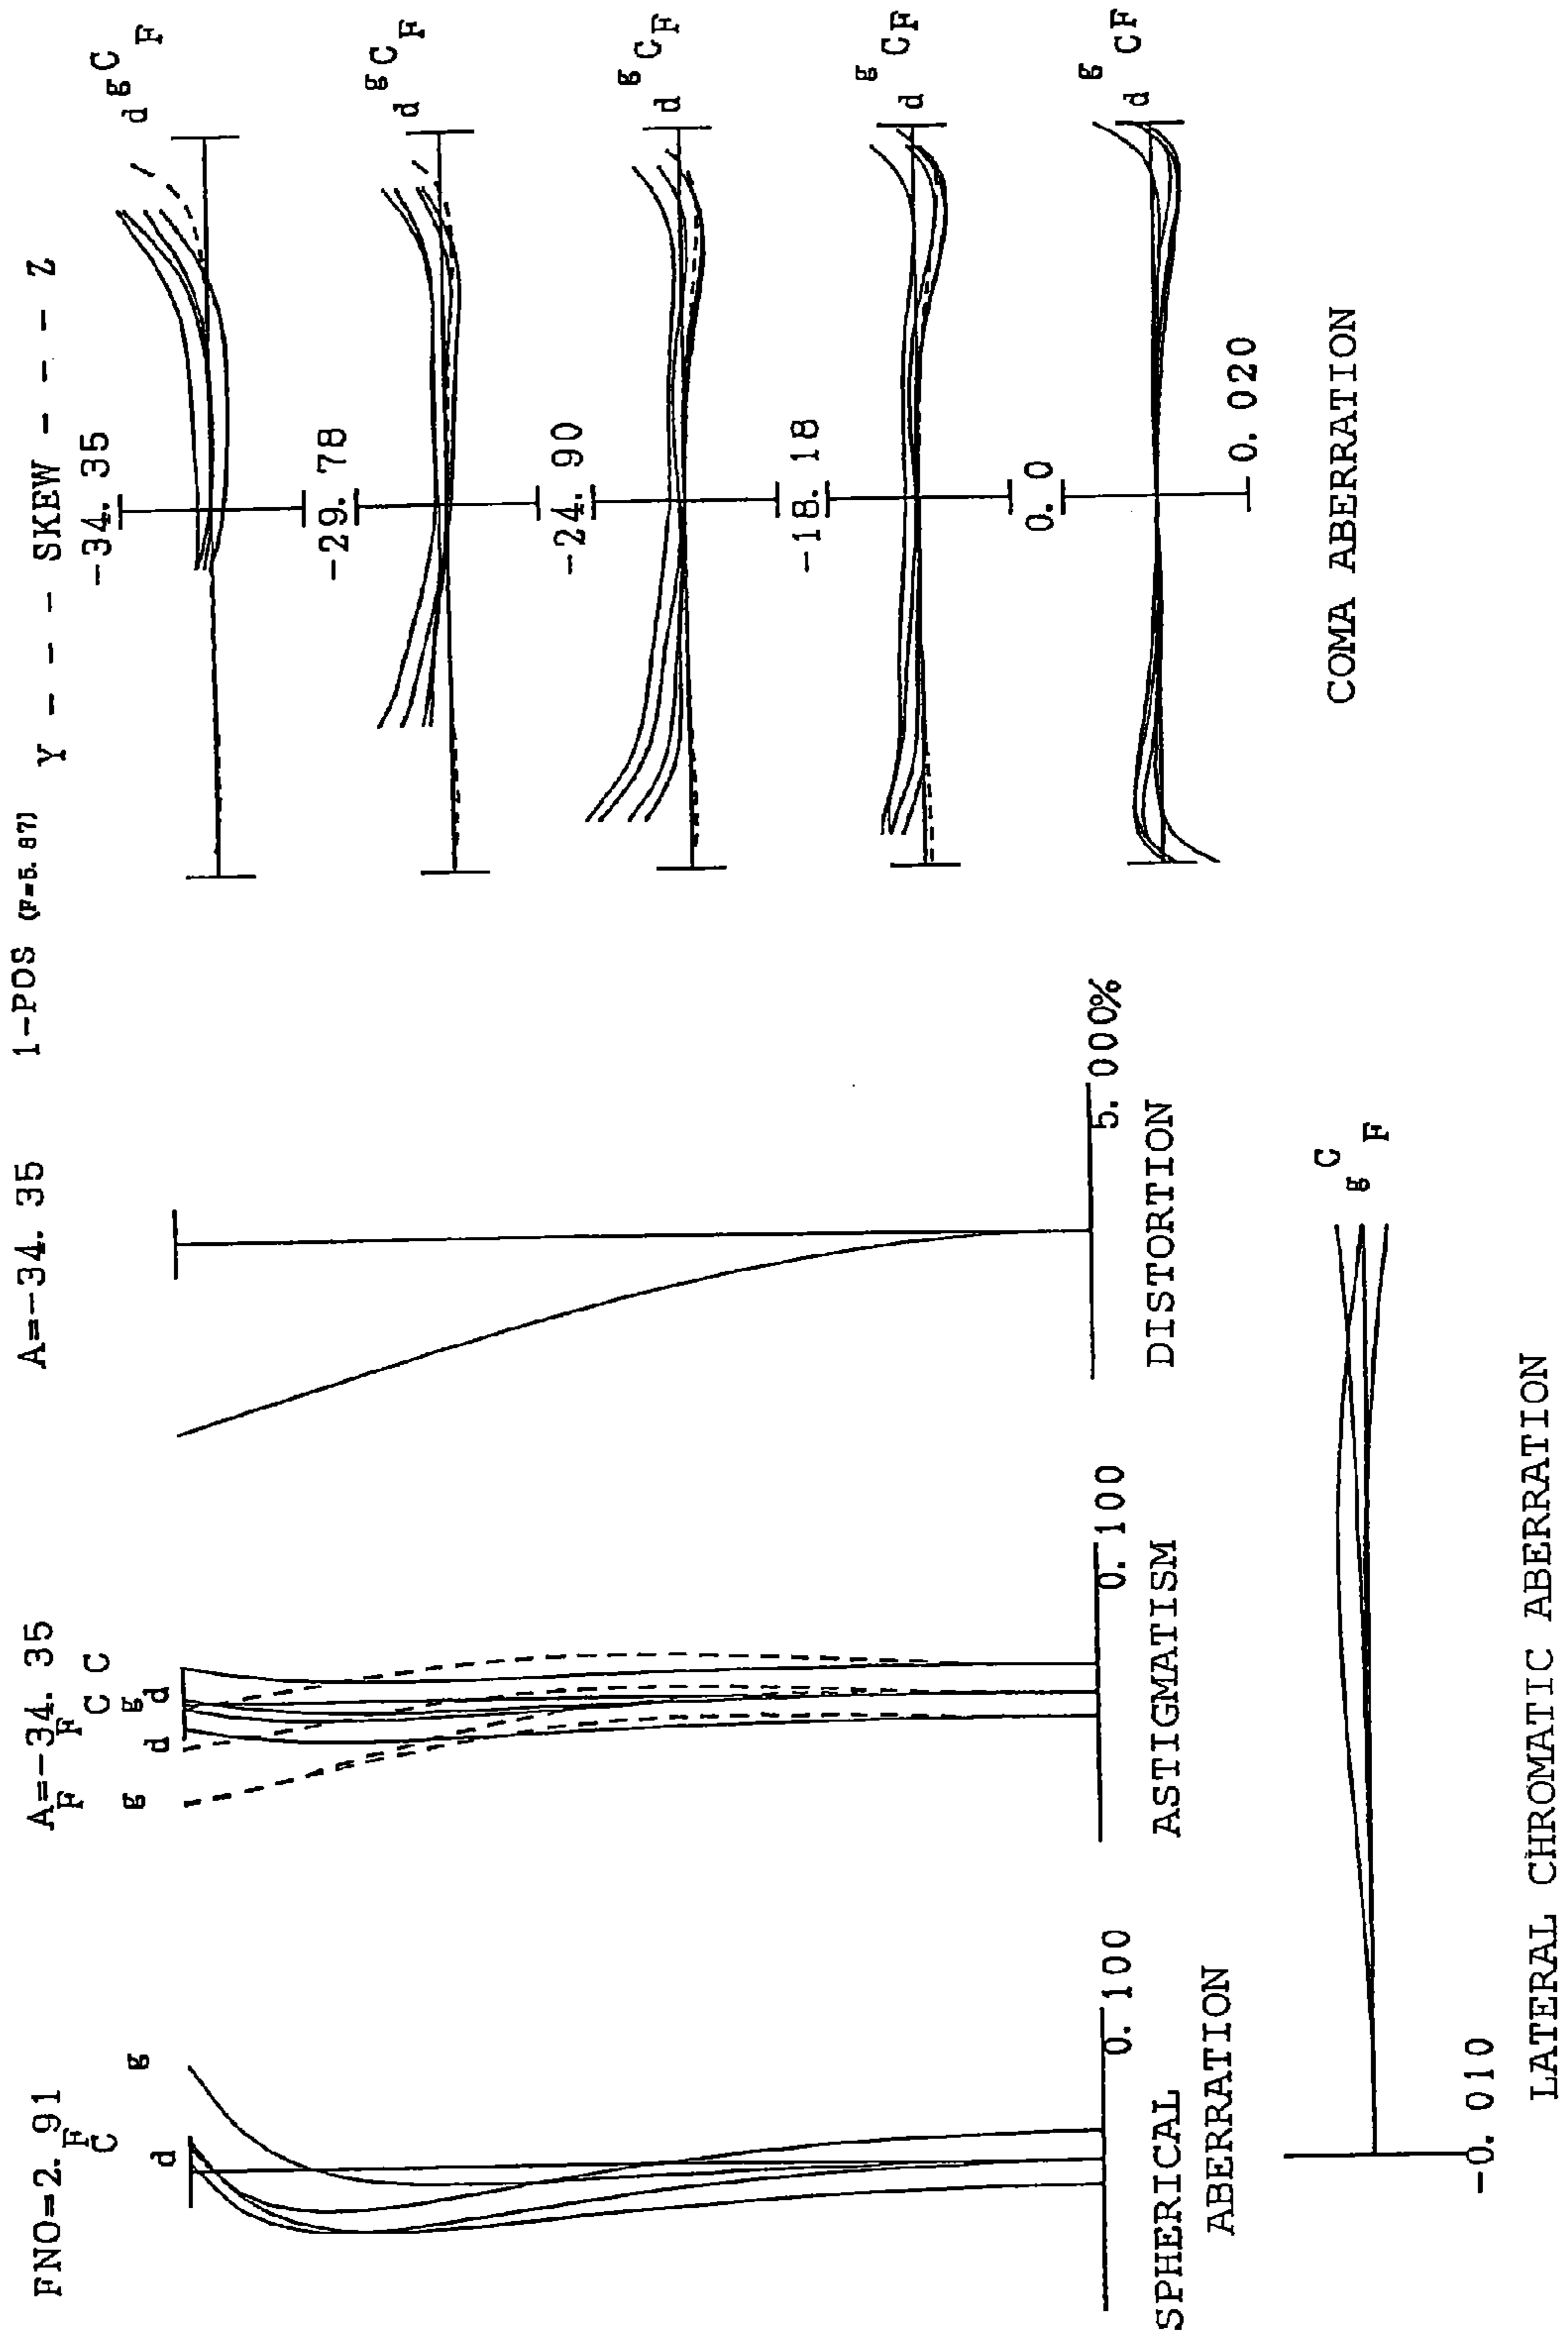 FNO=2. 91
F
C
d
g
0. 100
SPHERICAL
ABERRATION
A=-34. 35
F
F
C C
g
d
d
g
0. 100
ASTIGMATISM
A=-34. 35
5. 000%
DISTORTION
1-POS (F=5. 87)
Y - - - SKEW - - - Z
-34. 35
d g C F
-29. 78
d g C F
-24. 90
d g C F
-18. 18
d g C F
0. 0
d g C F
0. 020
COMA ABERRATION
C
g
F
-0. 010
LATERAL CHROMATIC ABERRATION